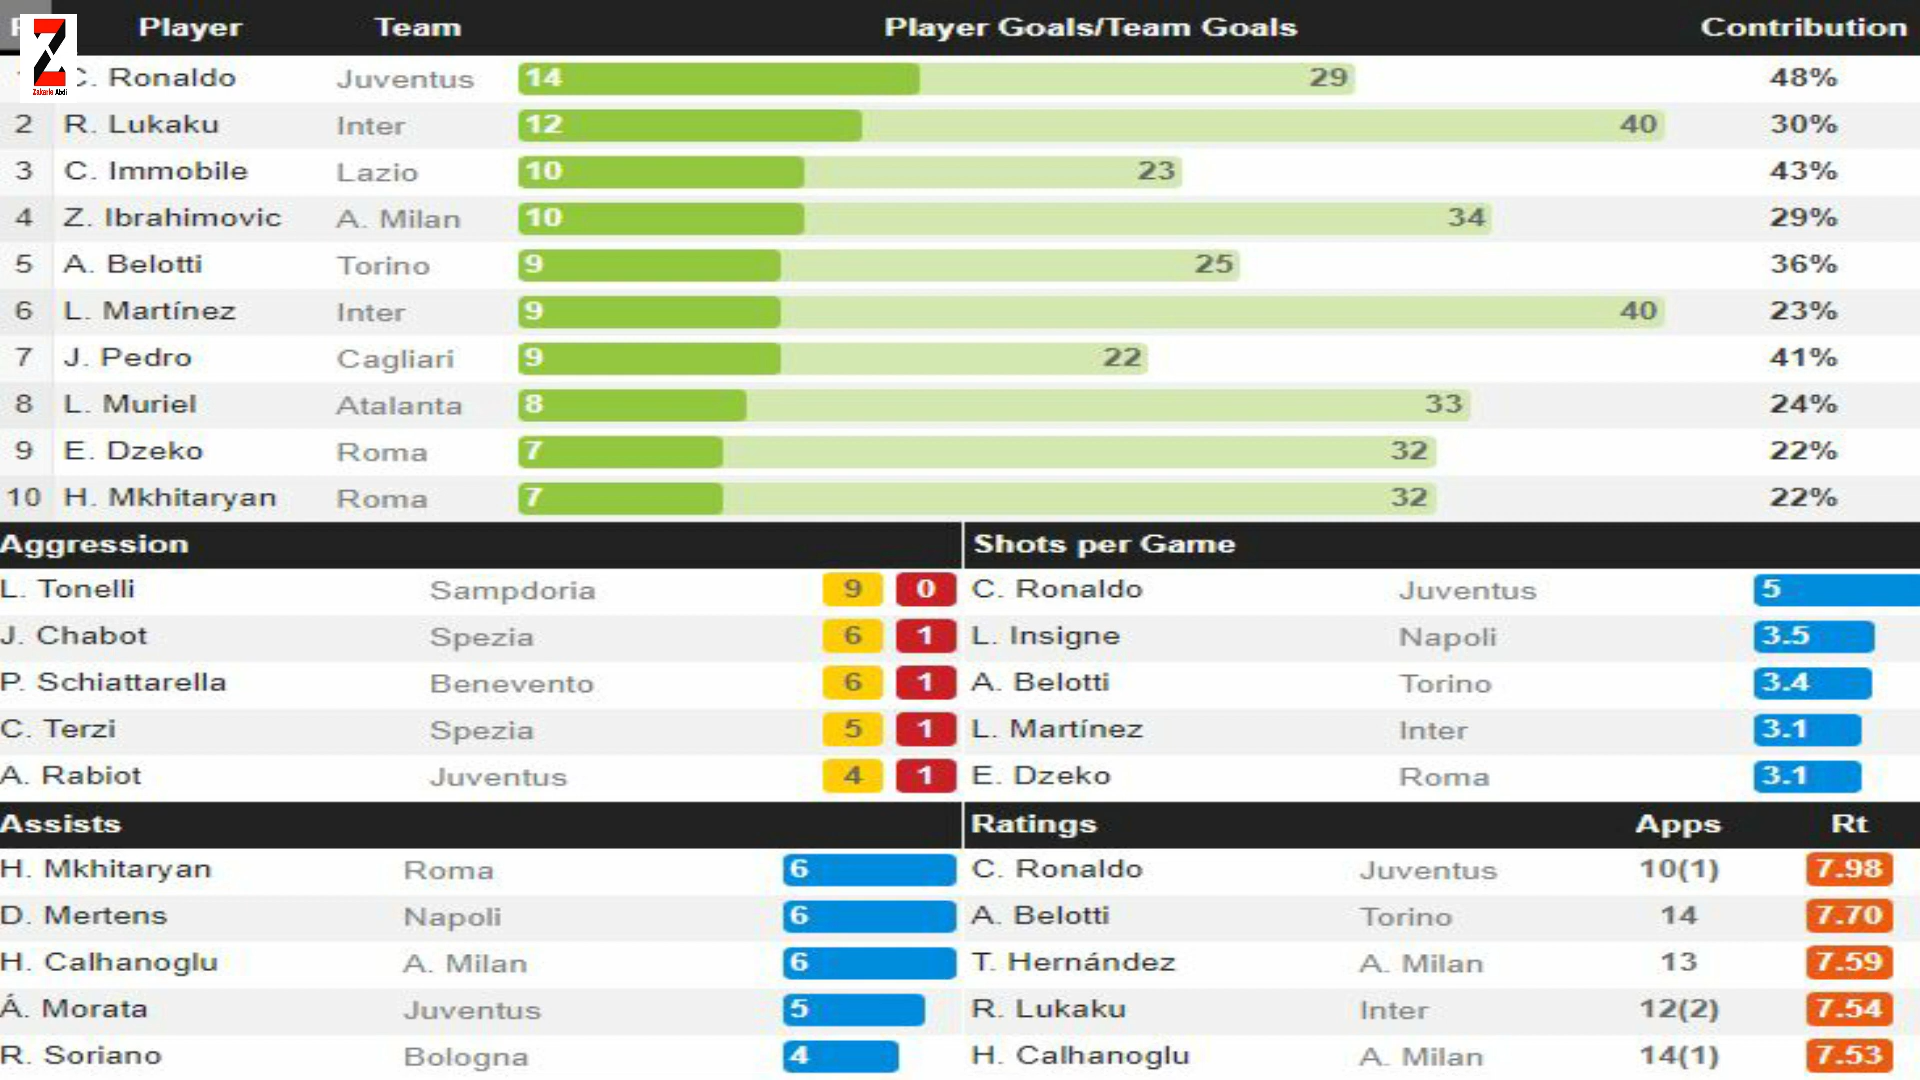 Player Team Player Goals/Team Goals Contribution
C. Ronaldo Juventus 14 29 48%
2 R. Lukaku Inter 12 40 30%
3 C. Immobile Lazio 10 23 43%
4 Z. Ibrahimovic A. Milan 10 34 29%
5 A. Belotti Torino 9 25 36%
6 L. Martínez Inter 9 40 23%
7 J. Pedro Cagliari 9 22 41%
8 L. Muriel Atalanta 8 33 24%
9 E. Dzeko Roma 7 32 22%
10 H. Mkhitaryan Roma 7 32 22%
Z
Zakarie Abdi
Aggression
L. Tonelli Sampdoria 9 0
J. Chabot Spezia 6 1
P. Schiattarella Benevento 6 1
C. Terzi Spezia 5 1
A. Rabiot Juventus 4 1
Shots per Game
C. Ronaldo Juventus 5
L. Insigne Napoli 3.5
A. Belotti Torino 3.4
L. Martínez Inter 3.1
E. Dzeko Roma 3.1
Assists
H. Mkhitaryan Roma 6
D. Mertens Napoli 6
H. Calhanoglu A. Milan 6
Á. Morata Juventus 5
R. Soriano Bologna 4
Ratings Apps Rt
C. Ronaldo Juventus 10(1) 7.98
A. Belotti Torino 14 7.70
T. Hernández A. Milan 13 7.59
R. Lukaku Inter 12(2) 7.54
H. Calhanoglu A. Milan 14(1) 7.53